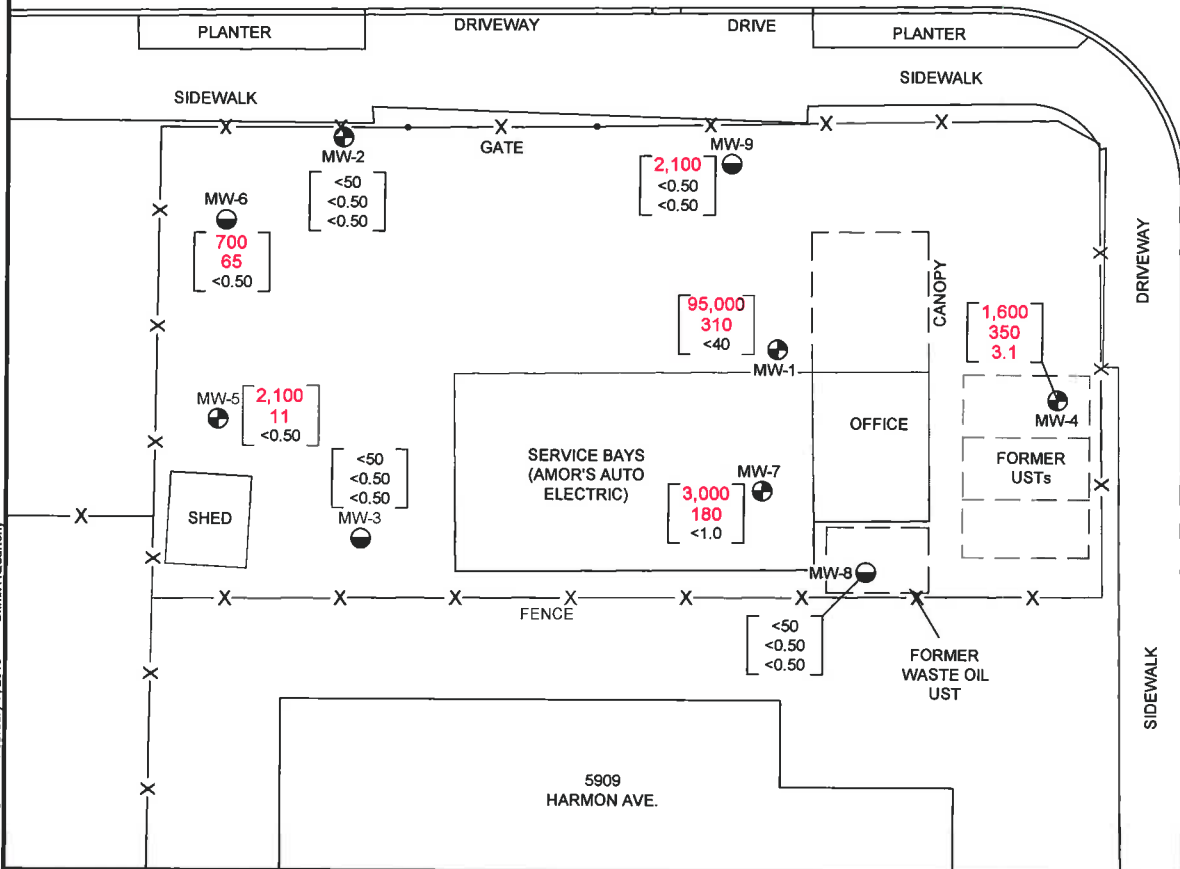 PLANTER
DRIVEWAY
DRIVE
PLANTER
SIDEWALK
SIDEWALK
MW-2
<50
<0.50
<0.50
GATE
MW-9
2,100
<0.50
<0.50
MW-6
700
65
<0.50
DRIVEWAY
CANOPY
95,000
310
<40
MW-1
1,600
350
3.1
MW-4
MW-5
2,100
11
<0.50
OFFICE
<50
<0.50
<0.50
MW-3
SERVICE BAYS
(AMOR'S AUTO
ELECTRIC)
MW-7
3,000
180
<1.0
FORMER
USTs
SHED
MW-8
<50
<0.50
<0.50
FENCE
FORMER
WASTE OIL
UST
SIDEWALK
5909
HARMON AVE.